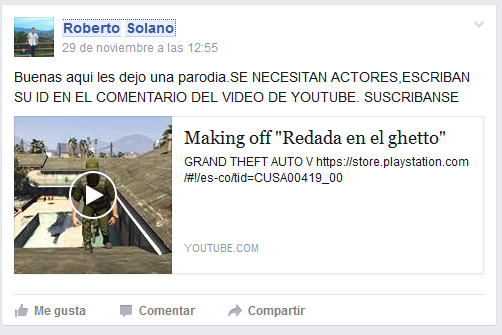 Roberto Solano
29 de noviembre a las 12:55
Buenas aqui les dejo una parodia.SE NECESITAN ACTORES,ESCRIBAN
SU ID EN EL COMENTARIO DEL VIDEO DE YOUTUBE. SUSCRIBANSE
Making off "Redada en el ghetto"
GRAND THEFT AUTO \/ https://store.playstation.com
/#!/es-co/tid=CUSA00419_00
YOUTUBE.COM
Me gusta Comentar Compartir